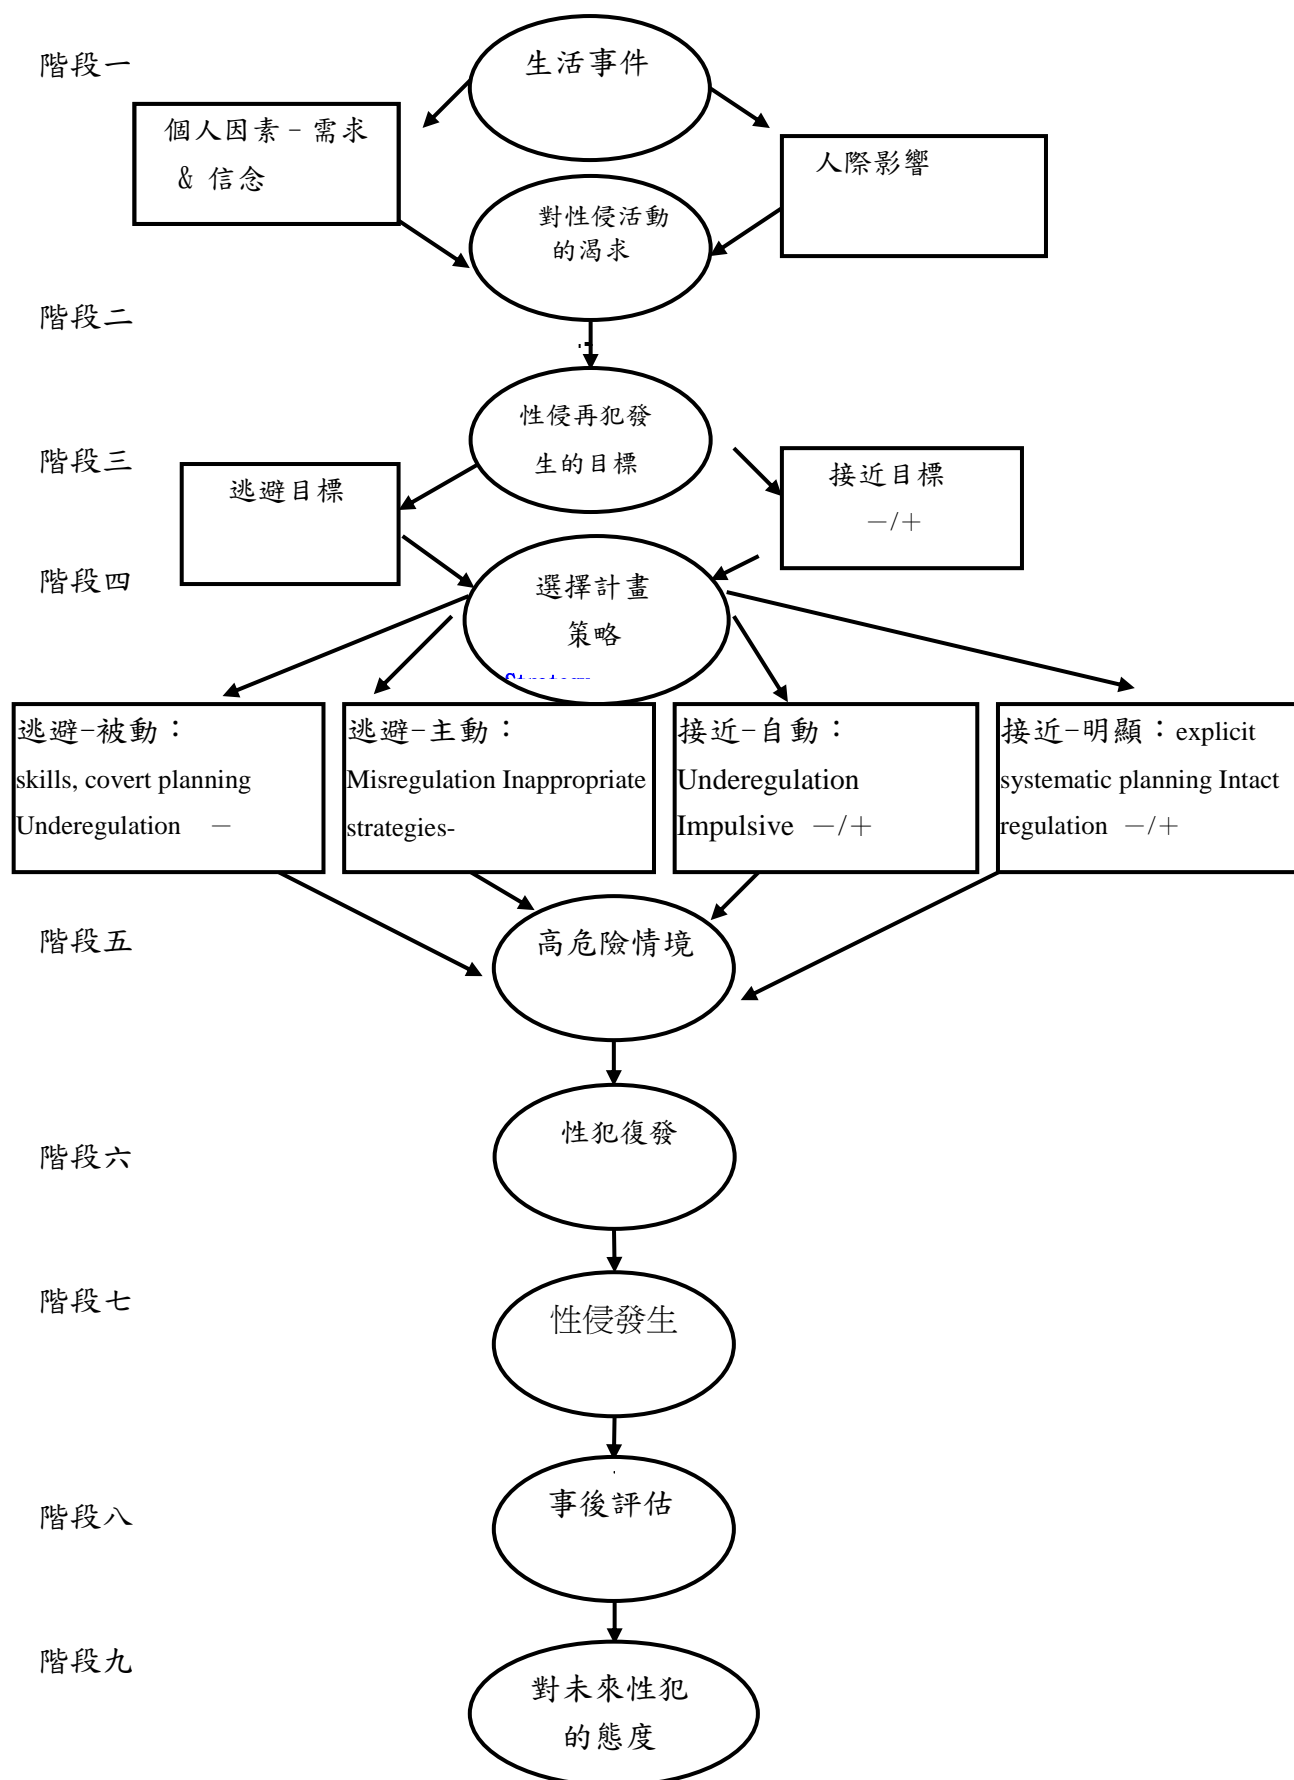 階段一
生活事件
個人因素－需求
& 信念
人際影響
對性侵活動
的渴求
階段二
性侵再犯發
生的目標
階段三
逃避目標
接近目標
－/＋
階段四
選擇計畫
策略
逃避-被動：
skills, covert planning
Underegulation －
逃避-主動：
Misregulation Inappropriate
strategies-
接近-自動：
Underegulation
Impulsive －/＋
接近-明顯：explicit
systematic planning Intact
regulation －/＋
階段五
高危險情境
階段六
性犯復發
階段七
性侵發生
階段八
事後評估
階段九
對未來性犯
的態度